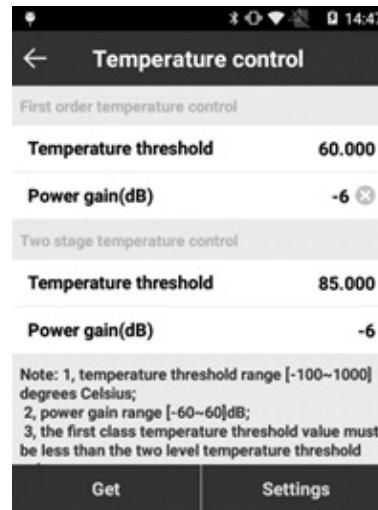 14:47
Temperature control
First order temperature control
Temperature threshold 60.000
Power gain(dB) -6
Two stage temperature control
Temperature threshold 85.000
Power gain(dB) -6
Note: 1, temperature threshold range [-100~1000]
degrees Celsius;
2, power gain range [-60~60]dB;
3, the first class temperature threshold value must
be less than the two level temperature threshold
Get Settings